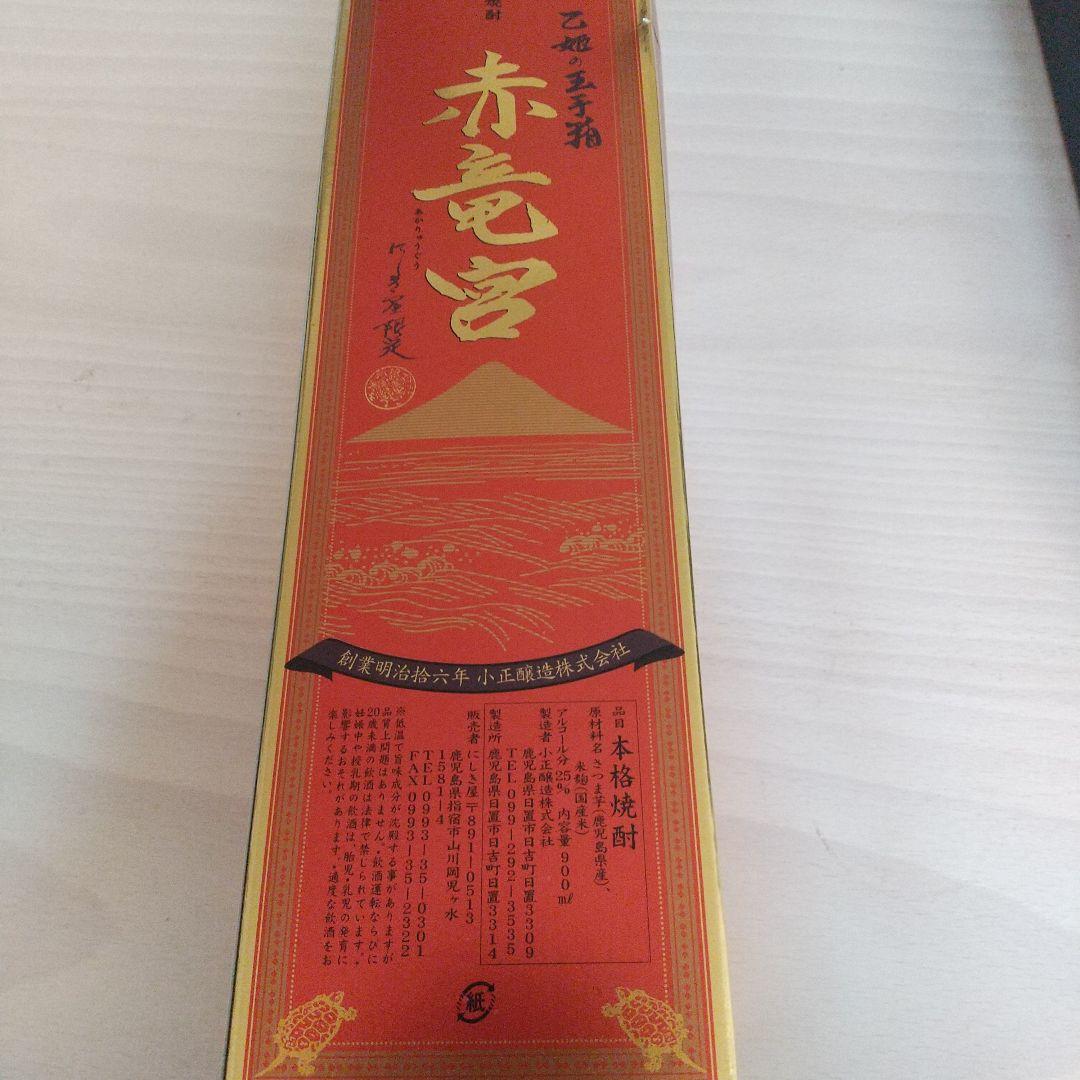 焼酎
乙姫の玉手箱
赤竜宮
あかりゅうぐう
にしき屋限定
創業明治拾六年 小正醸造株式会社
品目 本格焼酎
原材料名 さつま芋(鹿児島県産)、
米麹(国産米)
アルコール分25% 内容量900㎖
製造者 小正醸造株式会社
鹿児島県日置市日吉町日置3309
TEL099-292-3535
製造所 鹿児島県日置市日吉町日置3314
販売者 にしき屋 〒891-0513
鹿児島県指宿市山川岡児ヶ水
1581-4
TEL0993-35-0301
FAX0993-35-2322
※低温で旨味成分が沈殿する事がありますが
品質上問題はありません。•飲酒運転ならびに
20歳未満の飲酒は法律で禁じられています。•
妊娠中や授乳期の飲酒は、胎児・乳児の発育に
影響するおそれがあります。•適度な飲酒をお
楽しみください。
紙